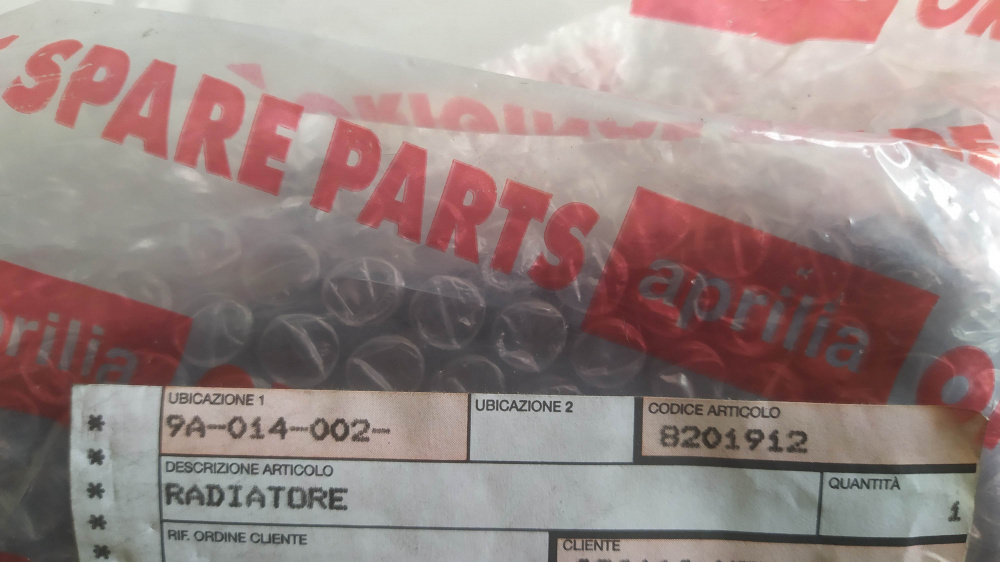 SPARE PARTS aprilia
UBICAZIONE 1
9A-014-002-
UBICAZIONE 2
CODICE ARTICOLO
8201912
DESCRIZIONE ARTICOLO
RADIATORE
QUANTITÀ
1
RIF. ORDINE CLIENTE
CLIENTE
*
*
*
*